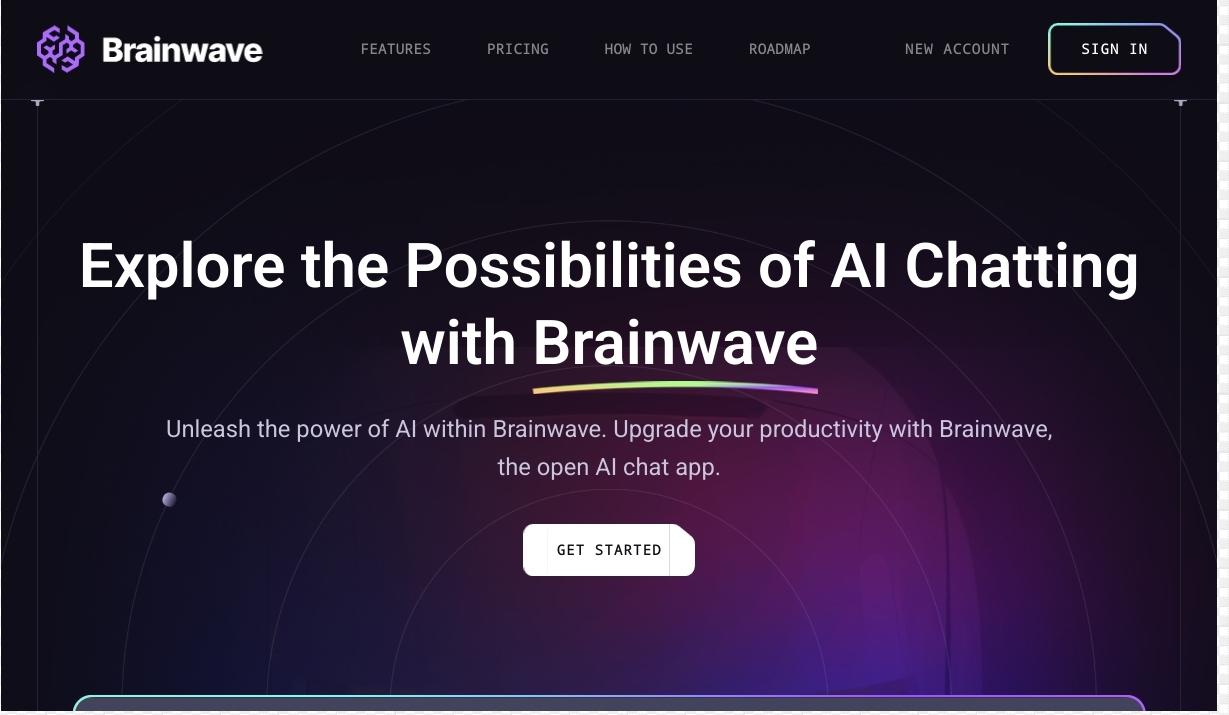 Brainwave
FEATURES
PRICING
HOW TO USE
ROADMAP
NEW ACCOUNT
SIGN IN
Explore the Possibilities of AI Chatting
with Brainwave
Unleash the power of AI within Brainwave. Upgrade your productivity with Brainwave,
the open AI chat app.
GET STARTED